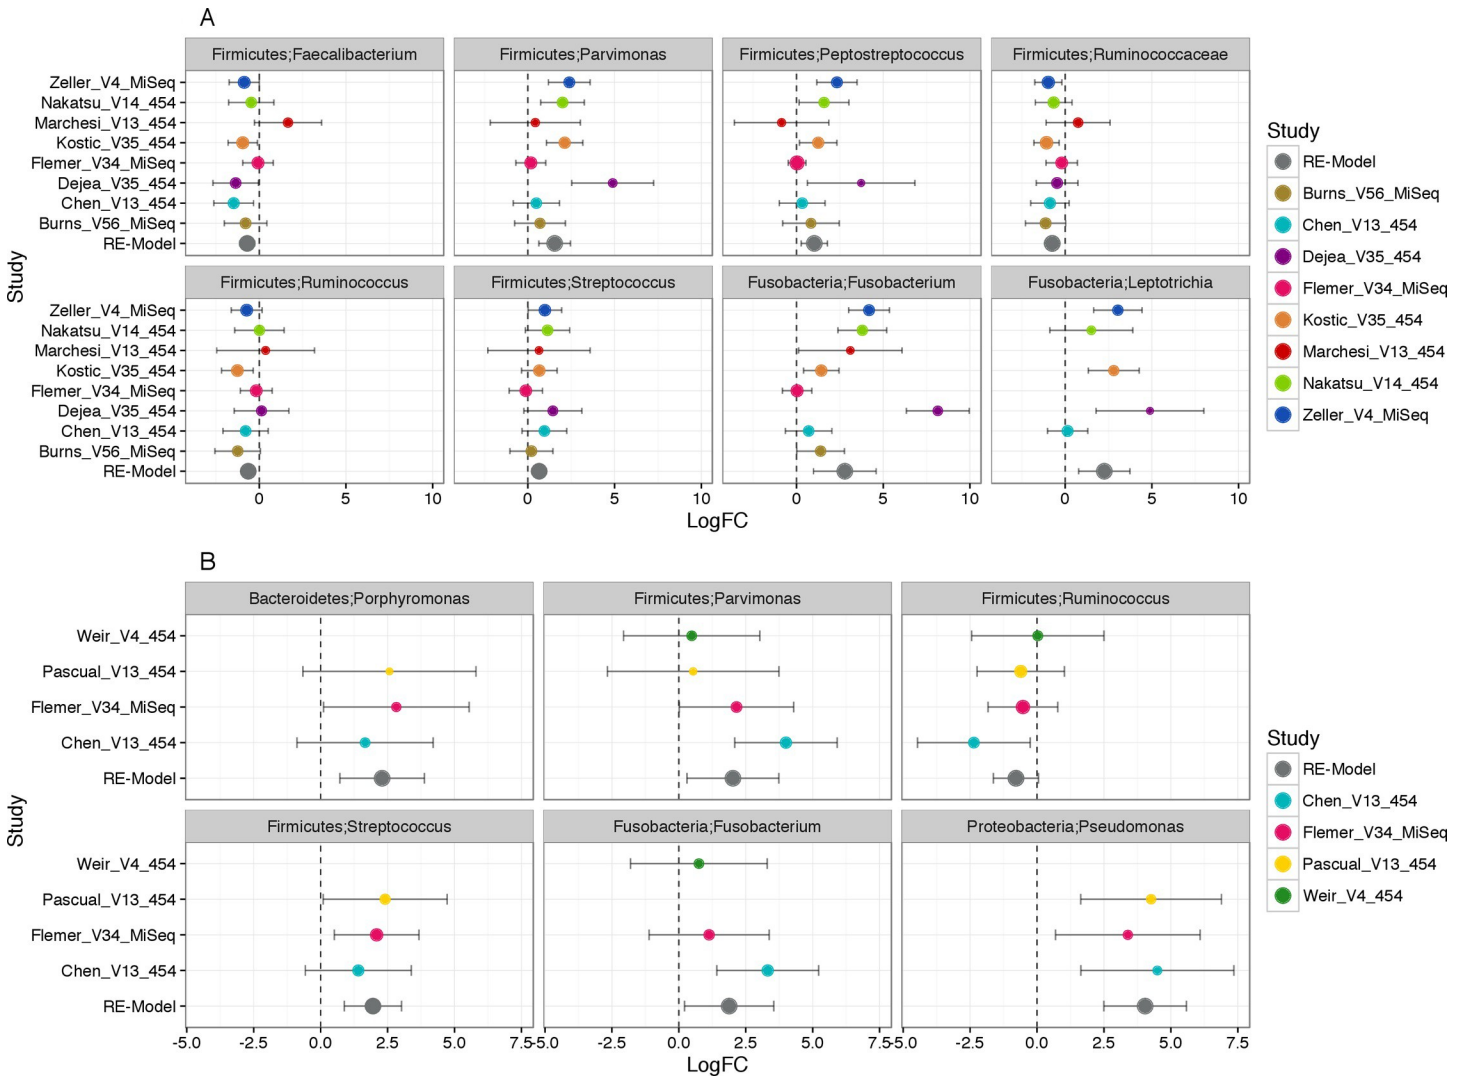 A
Firmicutes;Faecalibacterium Firmicutes;Parvimonas Firmicutes;Peptostreptococcus Firmicutes;Ruminococcaceae
Zeller_V4_MiSeq
Nakatsu_V14_454
Marchesi_V13_454
Kostic_V35_454
Flemer_V34_MiSeq
Dejea_V35_454
Chen_V13_454
Burns_V56_MiSeq
RE-Model
Firmicutes;Ruminococcus Firmicutes;Streptococcus Fusobacteria;Fusobacterium Fusobacteria;Leptotrichia
Zeller_V4_MiSeq
Nakatsu_V14_454
Marchesi_V13_454
Kostic_V35_454
Flemer_V34_MiSeq
Dejea_V35_454
Chen_V13_454
Burns_V56_MiSeq
RE-Model
0 5 10 0 5 10 0 5 10 0 5 10
LogFC
Study
Study
RE-Model
Burns_V56_MiSeq
Chen_V13_454
Dejea_V35_454
Flemer_V34_MiSeq
Kostic_V35_454
Marchesi_V13_454
Nakatsu_V14_454
Zeller_V4_MiSeq
B
Bacteroidetes;Porphyromonas Firmicutes;Parvimonas Firmicutes;Ruminococcus
Weir_V4_454
Pascual_V13_454
Flemer_V34_MiSeq
Chen_V13_454
RE-Model
Firmicutes;Streptococcus Fusobacteria;Fusobacterium Proteobacteria;Pseudomonas
Weir_V4_454
Pascual_V13_454
Flemer_V34_MiSeq
Chen_V13_454
RE-Model
-5.0 -2.5 0.0 2.5 5.0 7.5 -5.0 -2.5 0.0 2.5 5.0 7.5 -5.0 -2.5 0.0 2.5 5.0 7.5
LogFC
Study
Study
RE-Model
Chen_V13_454
Flemer_V34_MiSeq
Pascual_V13_454
Weir_V4_454